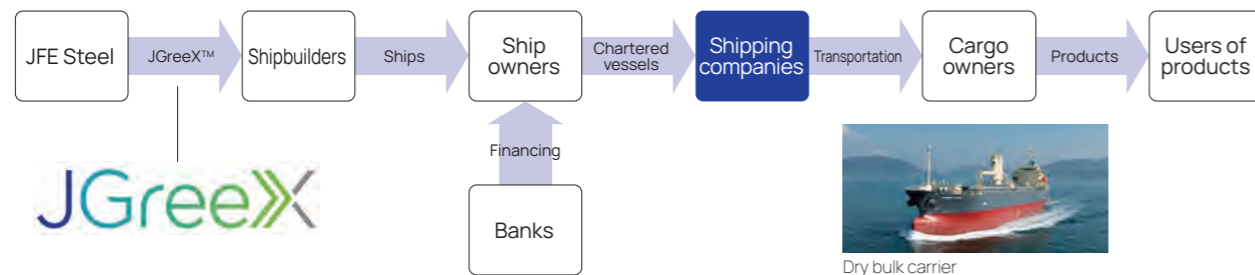 JFE Steel
JGreeX™
Shipbuilders
Ships
Ship
owners
Chartered
vessels
Shipping
companies
Transportation
Cargo
owners
Products
Users of
products
Financing
Banks
JGreeX
Dry bulk carrier